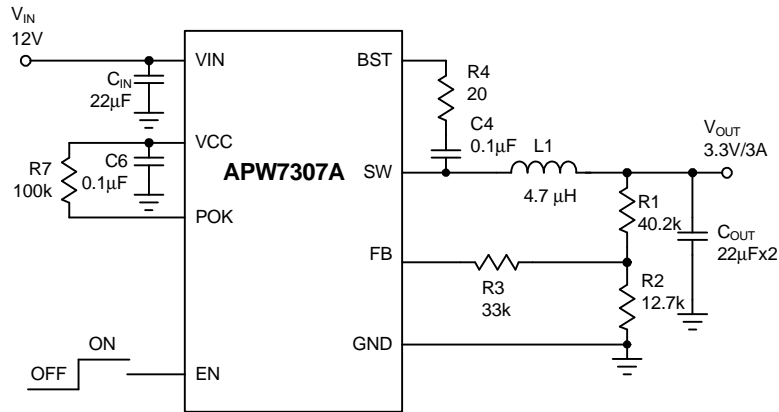 VIN
12V
VIN
CIN
22μF
VCC
R7
100k
C6
0.1μF
POK
ON
OFF
EN
APW7307A
BST
R4
20
C4
0.1μF
SW
L1
4.7 μH
VOUT
3.3V/3A
R1
40.2k
COUT
22μFx2
FB
R3
33k
R2
12.7k
GND